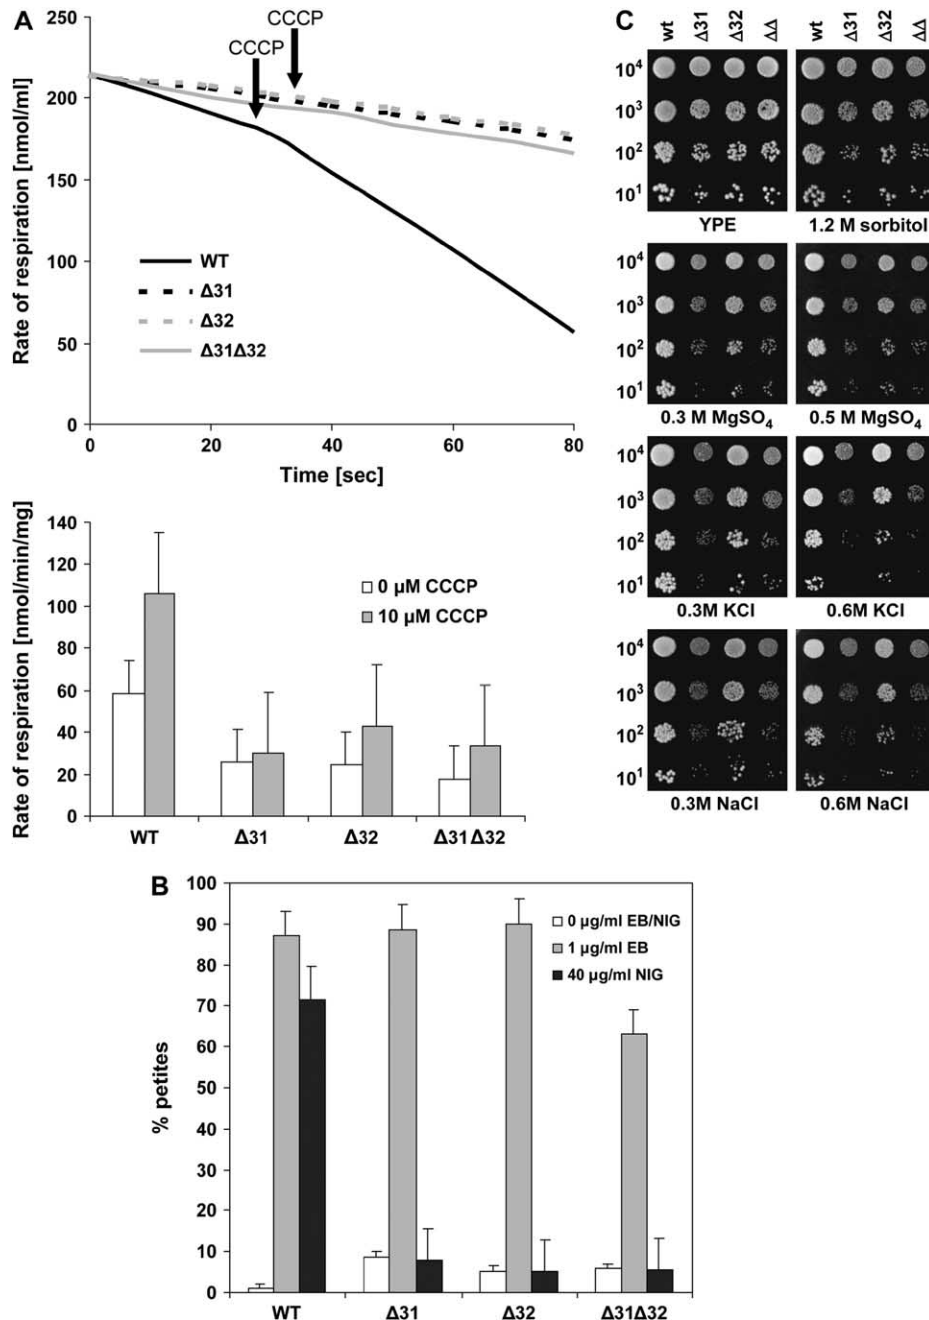 A
Rate of respiration [nmol/ml]
250
200
150
100
50
0
0 20 40 60 80
Time [sec]
CCCP
CCCP
WT
Δ31
Δ32
Δ31Δ32
Rate of respiration [nmol/min/mg]
140
120
100
80
60
40
20
0
0 µM CCCP
10 µM CCCP
WT Δ31 Δ32 Δ31Δ32
B
% petites
100
90
80
70
60
50
40
30
20
10
0
0 µg/ml EB/NIG
1 µg/ml EB
40 µg/ml NIG
WT Δ31 Δ32 Δ31Δ32
C
wt Δ31 Δ32 ΔΔ wt Δ31 Δ32 ΔΔ
10⁴
10³
10²
10¹
YPE 1.2 M sorbitol
10⁴
10³
10²
10¹
0.3 M MgSO₄ 0.5 M MgSO₄
10⁴
10³
10²
10¹
0.3M KCl 0.6M KCl
10⁴
10³
10²
10¹
0.3M NaCl 0.6M NaCl